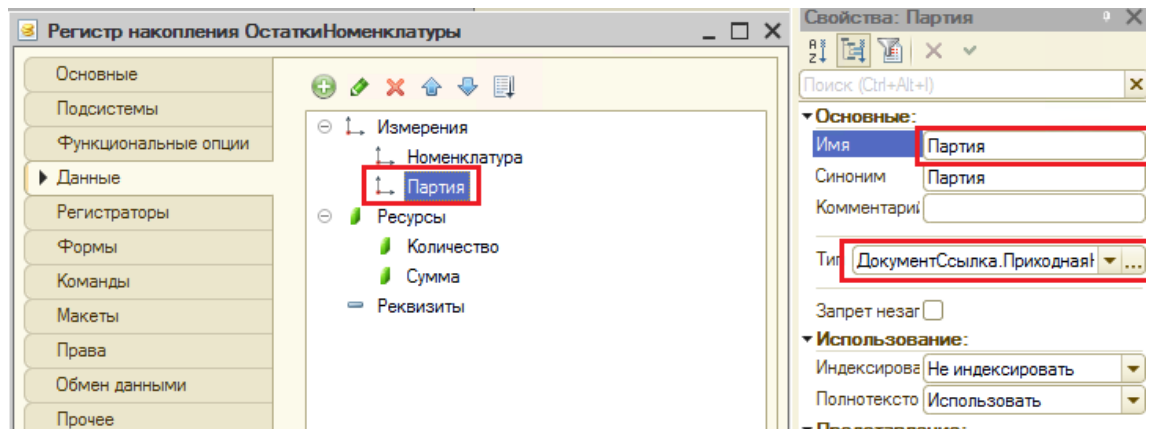 Регистр накопления ОстаткиНоменклатуры
Основные
Подсистемы
Функциональные опции
Данные
Регистраторы
Формы
Команды
Макеты
Права
Обмен данными
Прочее
Измерения
Номенклатура
Партия
Ресурсы
Количество
Сумма
Реквизиты
Свойства: Партия
Поиск (Ctrl+Alt+I)
Основные:
Имя Партия
Синоним Партия
Комментарий
Тип ДокументСсылка.Приходная
Запрет незаг
Использование:
Индексирова Не индексировать
Полнотексто Использовать
Представление: